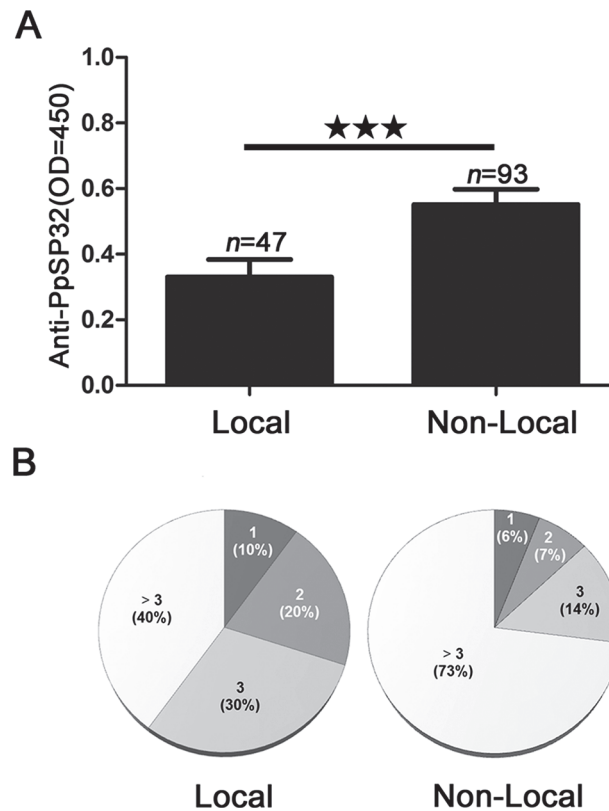 A
Anti-PpSP32(OD=450)
1.0
0.8
0.6
0.4
0.2
0.0
★★★
n=47
n=93
Local
Non-Local
B
1
(10%)
2
(20%)
3
(30%)
> 3
(40%)
Local
1
(6%)
2
(7%)
3
(14%)
> 3
(73%)
Non-Local